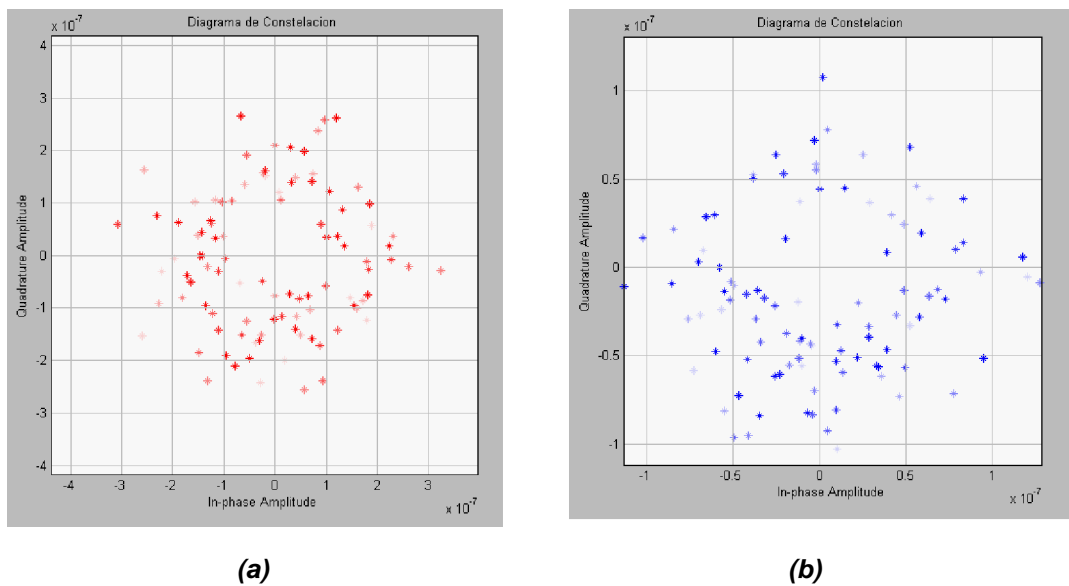 Diagrama de Constelacion
x 10-7
4
3
2
1
0
-1
-2
-3
-4
Quadrature Amplitude
-4
-3
-2
-1
0
1
2
3
In-phase Amplitude
x 10-7
(a)
Diagrama de Constelacion
x 10-7
1
0.5
0
-0.5
-1
Quadrature Amplitude
-1
-0.5
0
0.5
1
In-phase Amplitude
x 10-7
(b)